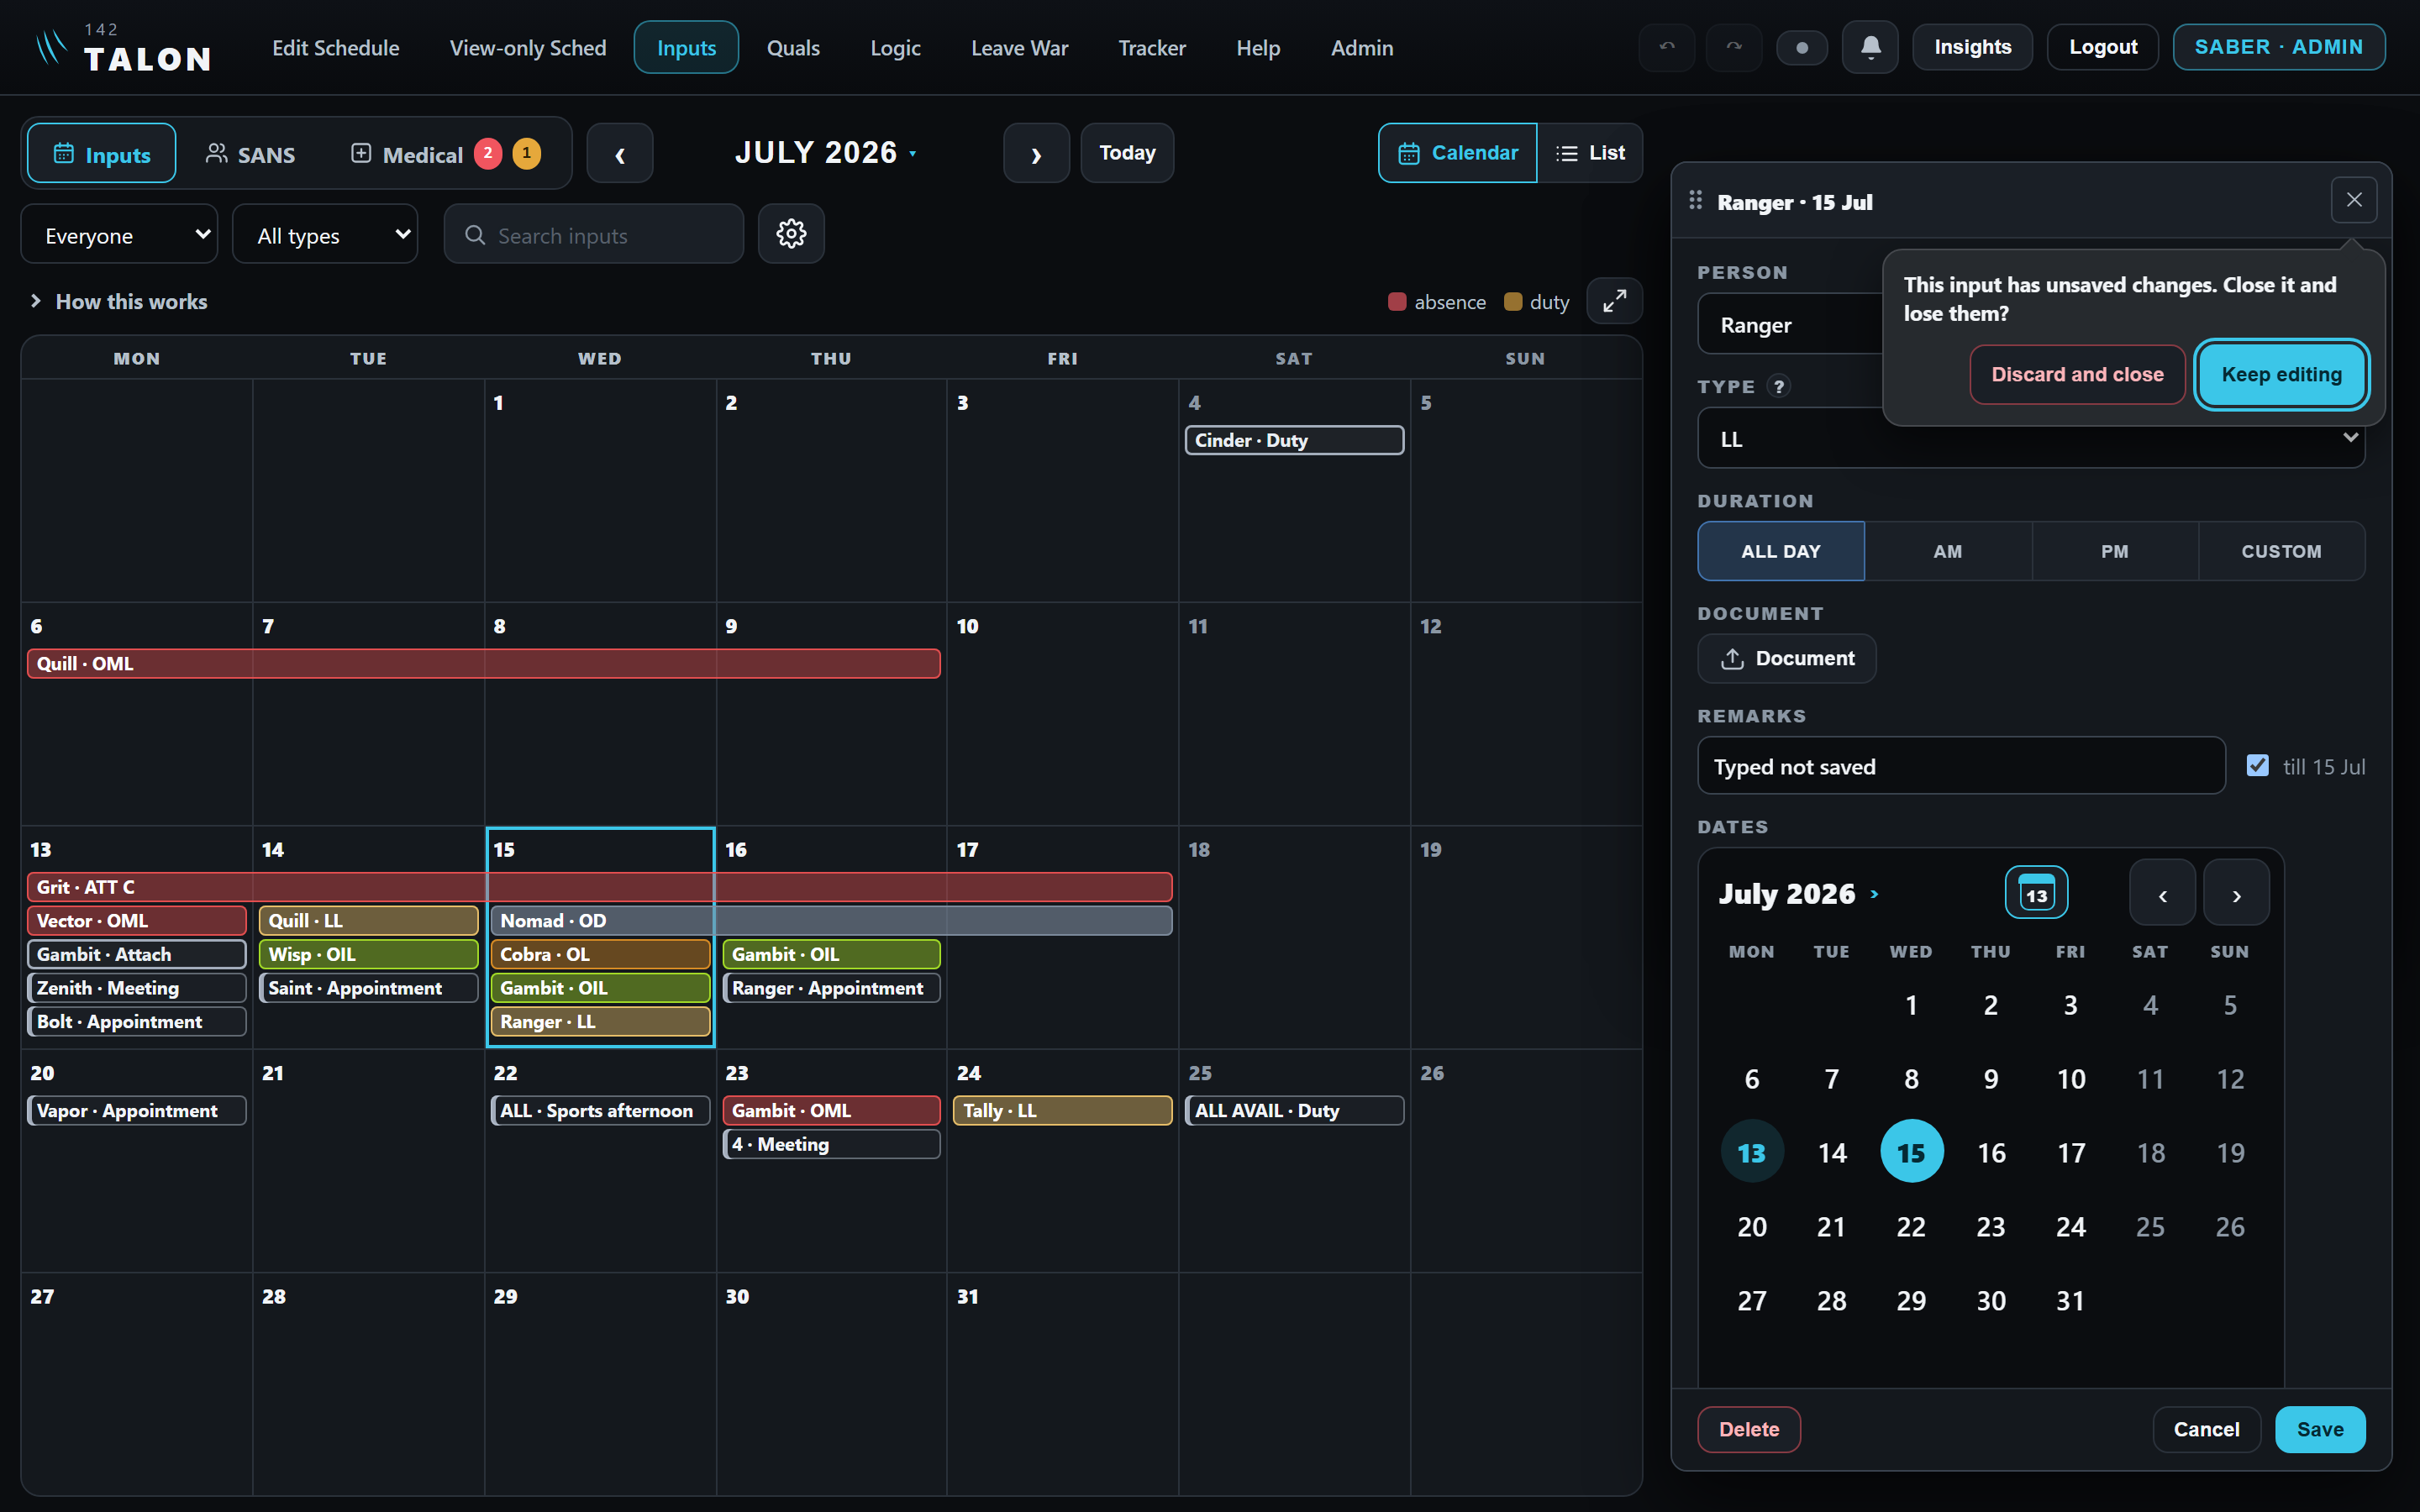 142
TALON
Edit Schedule
View-only Sched
Inputs
Quals
Logic
Leave War
Tracker
Help
Admin
Insights
Logout
SABER · ADMIN
Inputs
SANS
Medical
2
1
‹
JULY 2026
›
Today
Calendar
List
Everyone
All types
Search inputs
How this works
absence
duty
MON TUE WED THU FRI SAT SUN
1 2 3 4 5
Cinder · Duty
6 7 8 9 10 11 12
Quill · OML
13 14 15 16 17 18 19
Grit · ATT C
Vector · OML
Quill · LL
Nomad · OD
Gambit · Attach
Wisp · OIL
Cobra · OL
Gambit · OIL
Zenith · Meeting
Saint · Appointment
Gambit · OIL
Ranger · Appointment
Bolt · Appointment
Ranger · LL
20 21 22 23 24 25 26
Vapor · Appointment
ALL · Sports afternoon
Gambit · OML
Tally · LL
ALL AVAIL · Duty
4 · Meeting
27 28 29 30 31
Ranger · 15 Jul
This input has unsaved changes. Close it and
lose them?
Discard and close
Keep editing
PERSON
Ranger
TYPE ?
LL
DURATION
ALL DAY
AM
PM
CUSTOM
DOCUMENT
Document
REMARKS
Typed not saved
till 15 Jul
DATES
July 2026 ›
13
‹
›
MON TUE WED THU FRI SAT SUN
1 2 3 4 5
6 7 8 9 10 11 12
13 14 15 16 17 18 19
20 21 22 23 24 25 26
27 28 29 30 31
Delete
Cancel
Save